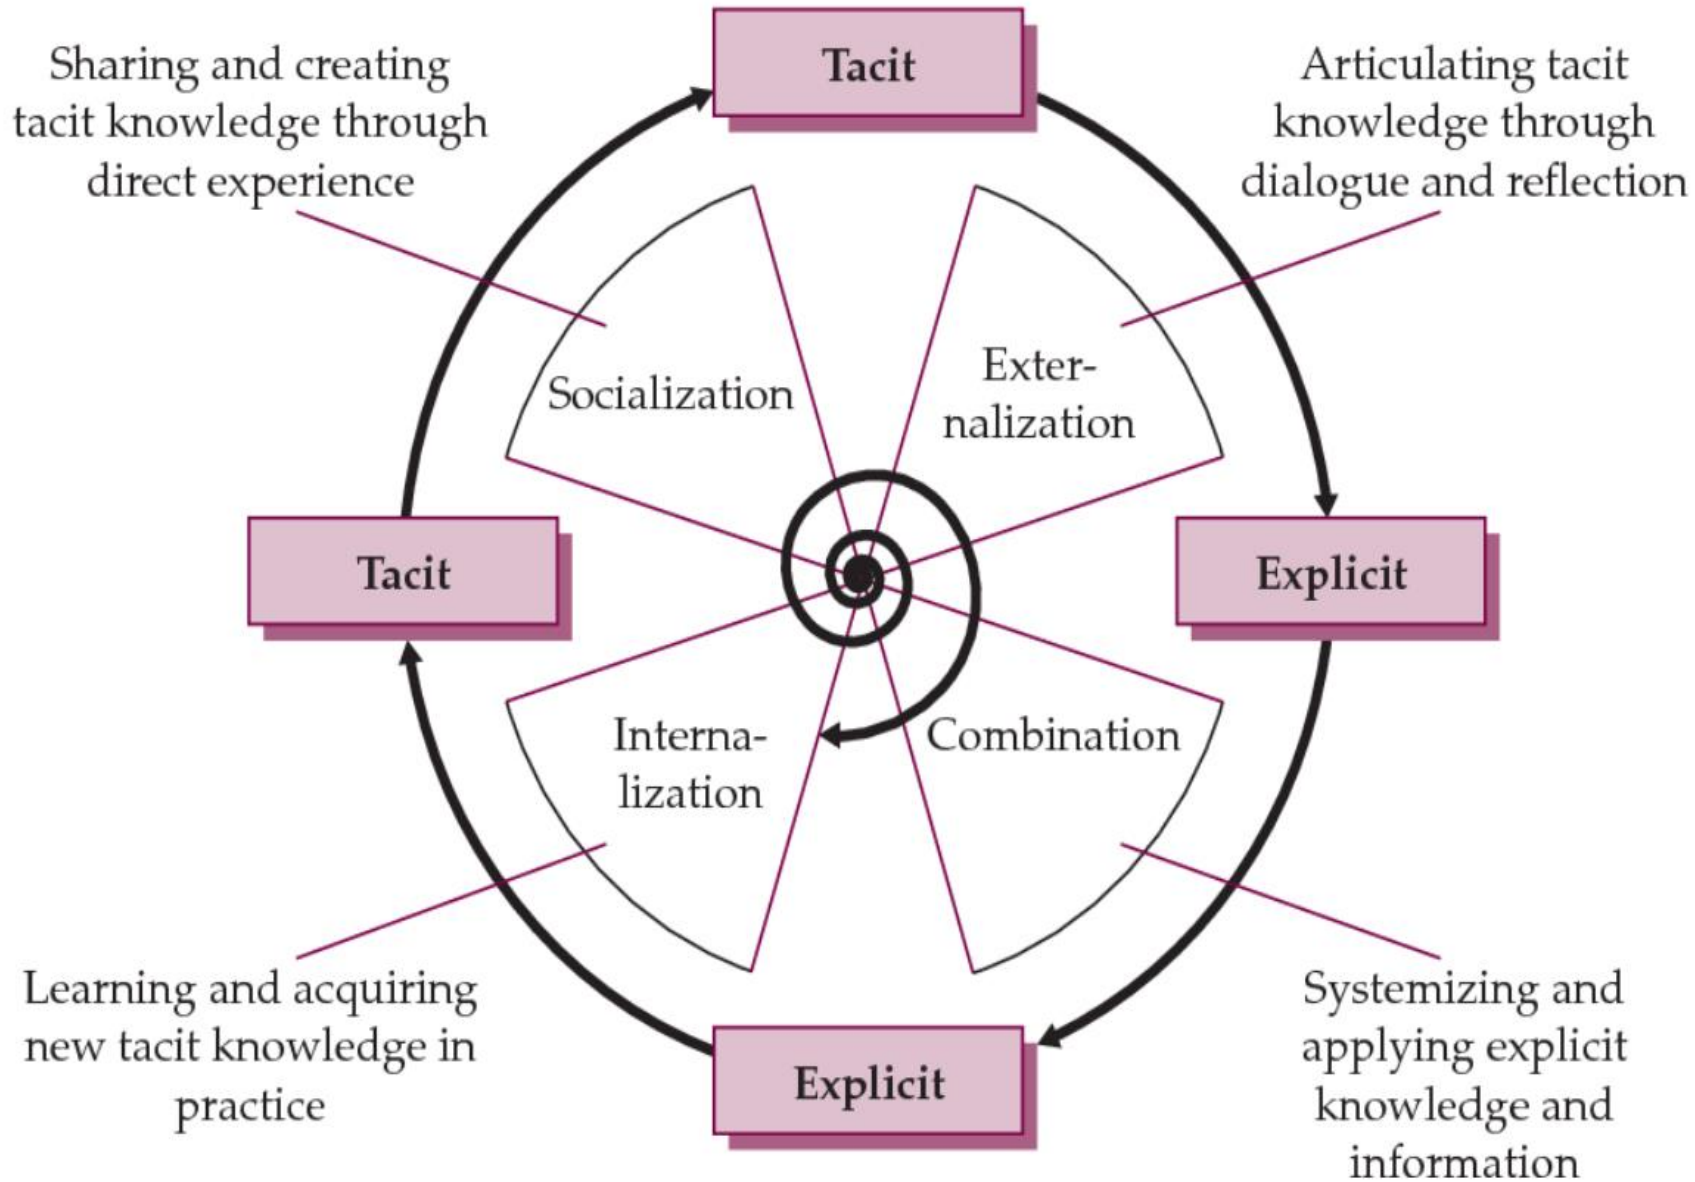 Tacit
Sharing and creating
tacit knowledge through
direct experience
Articulating tacit
knowledge through
dialogue and reflection
Socialization
Exter-
nalization
Tacit
Explicit
Interna-
lization
Combination
Learning and acquiring
new tacit knowledge in
practice
Explicit
Systemizing and
applying explicit
knowledge and
information